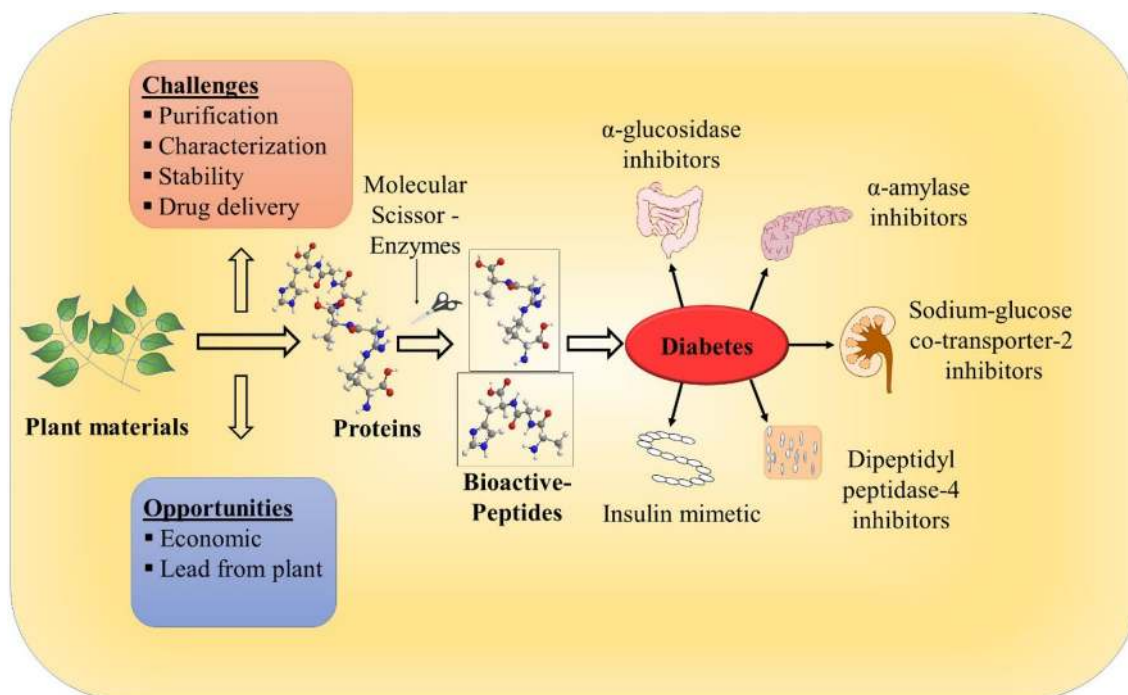 Challenges
▪ Purification
▪ Characterization
▪ Stability
▪ Drug delivery
Molecular
Scissor -
Enzymes
α-glucosidase
inhibitors
α-amylase
inhibitors
Plant materials
Proteins
Bioactive-
Peptides
Diabetes
Sodium-glucose
co-transporter-2
inhibitors
Insulin mimetic
Dipeptidyl
peptidase-4
inhibitors
Opportunities
▪ Economic
▪ Lead from plant